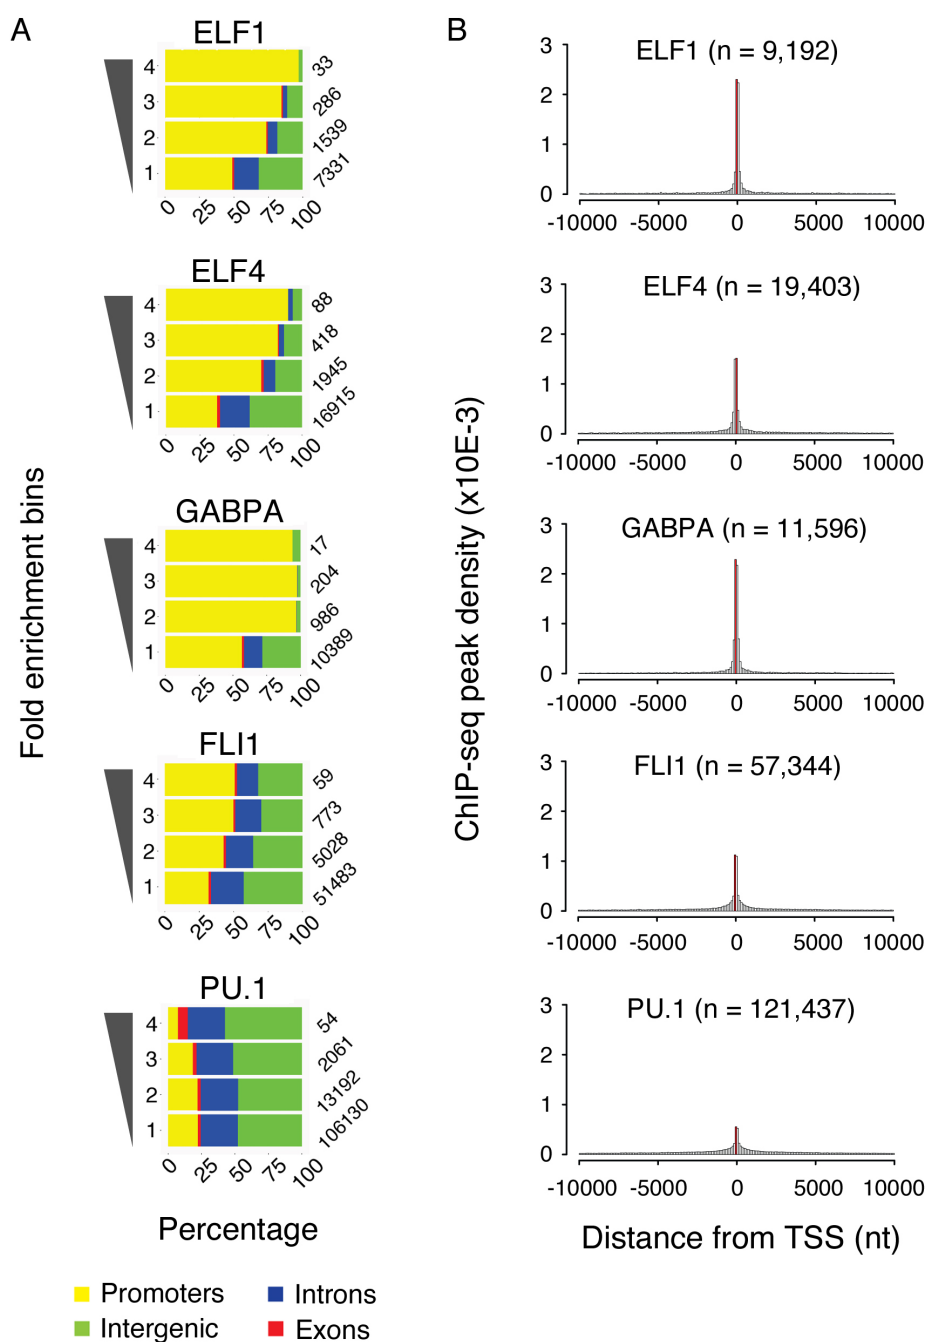 A
ELF1
4 33
3 286
2 1539
1 7331
0 25 50 75 100
ELF4
4 88
3 418
2 1945
1 16915
0 25 50 75 100
GABPA
4 17
3 204
2 986
1 10389
0 25 50 75 100
FLI1
4 59
3 773
2 5028
1 51483
0 25 50 75 100
PU.1
4 54
3 2061
2 13192
1 106130
0 25 50 75 100
Fold enrichment bins
Percentage
Promoters Introns
Intergenic Exons
B
ELF1 (n = 9,192)
3
2
1
0
-10000 -5000 0 5000 10000
ELF4 (n = 19,403)
3
2
1
0
-10000 -5000 0 5000 10000
GABPA (n = 11,596)
3
2
1
0
-10000 -5000 0 5000 10000
FLI1 (n = 57,344)
3
2
1
0
-10000 -5000 0 5000 10000
PU.1 (n = 121,437)
3
2
1
0
-10000 -5000 0 5000 10000
ChIP-seq peak density (x10E-3)
Distance from TSS (nt)